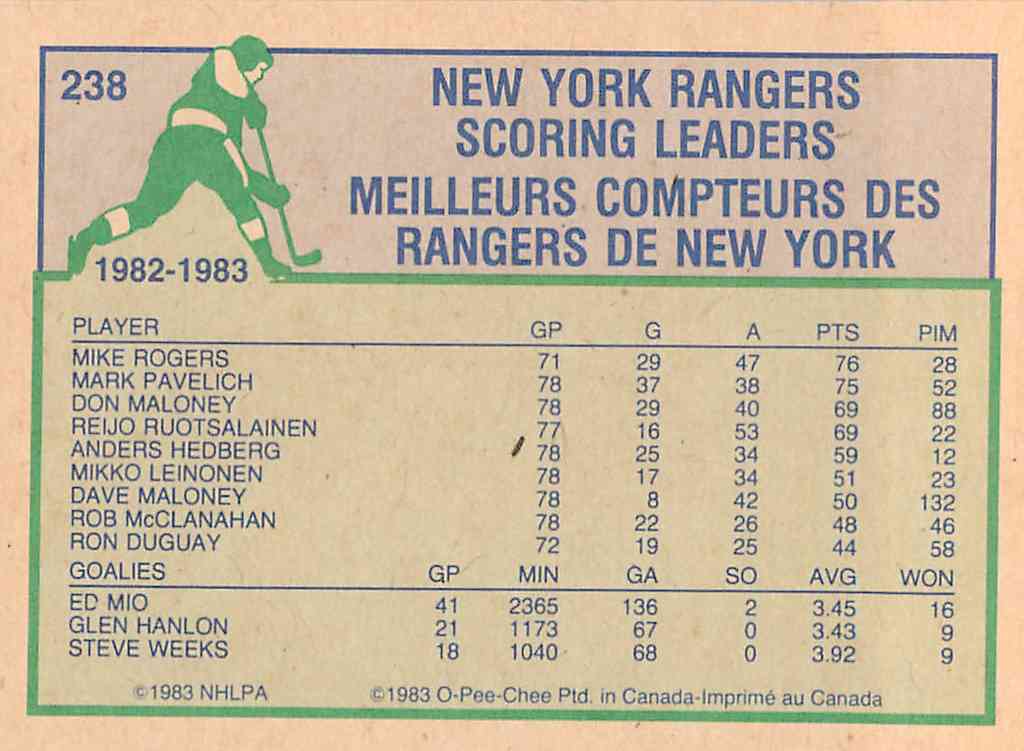 238
NEW YORK RANGERS
SCORING LEADERS
MEILLEURS COMPTEURS DES
RANGERS DE NEW YORK
1982-1983
PLAYER GP G A PTS PIM
MIKE ROGERS 71 29 47 76 28
MARK PAVELICH 78 37 38 75 52
DON MALONEY 78 29 40 69 88
REIJO RUOTSALAINEN 77 16 53 69 22
ANDERS HEDBERG 78 25 34 59 12
MIKKO LEINONEN 78 17 34 51 23
DAVE MALONEY 78 8 42 50 132
ROB McCLANAHAN 78 22 26 48 46
RON DUGUAY 72 19 25 44 58
GOALIES GP MIN GA SO AVG WON
ED MIO 41 2365 136 2 3.45 16
GLEN HANLON 21 1173 67 0 3.43 9
STEVE WEEKS 18 1040 68 0 3.92 9
©1983 NHLPA ©1983 O-Pee-Chee Ptd. in Canada-Imprimé au Canada